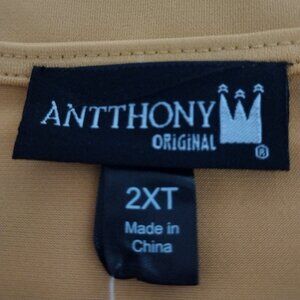 ANTTHONY
ORiGiNAL
®
2XT
Made in
China